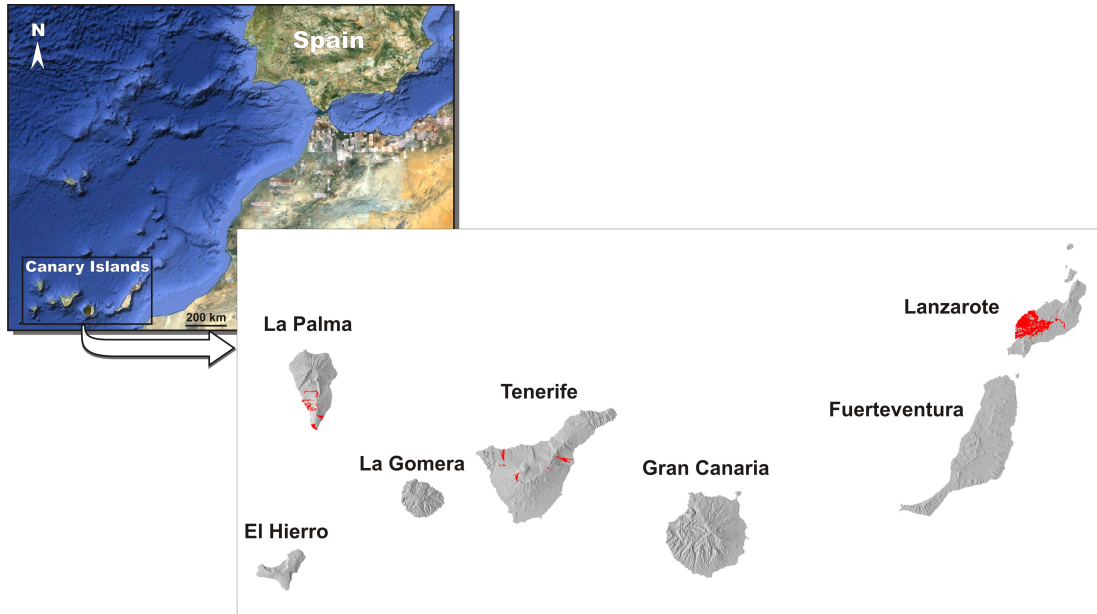 N
Spain
Canary Islands
200 km
La Palma
Lanzarote
Tenerife
Fuerteventura
La Gomera
Gran Canaria
El Hierro